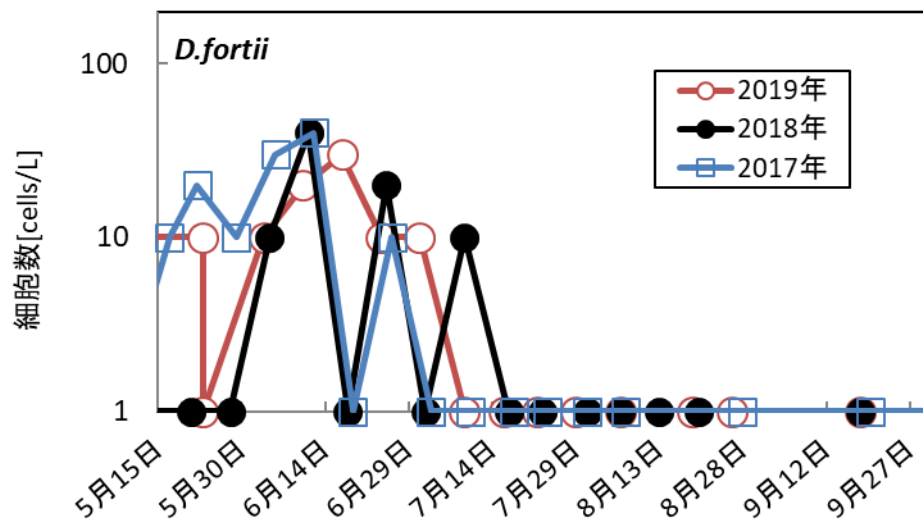 D.fortii
100
10
1
細胞数[cells/L]
2019年
2018年
2017年
5月15日
5月30日
6月14日
6月29日
7月14日
7月29日
8月13日
8月28日
9月12日
9月27日